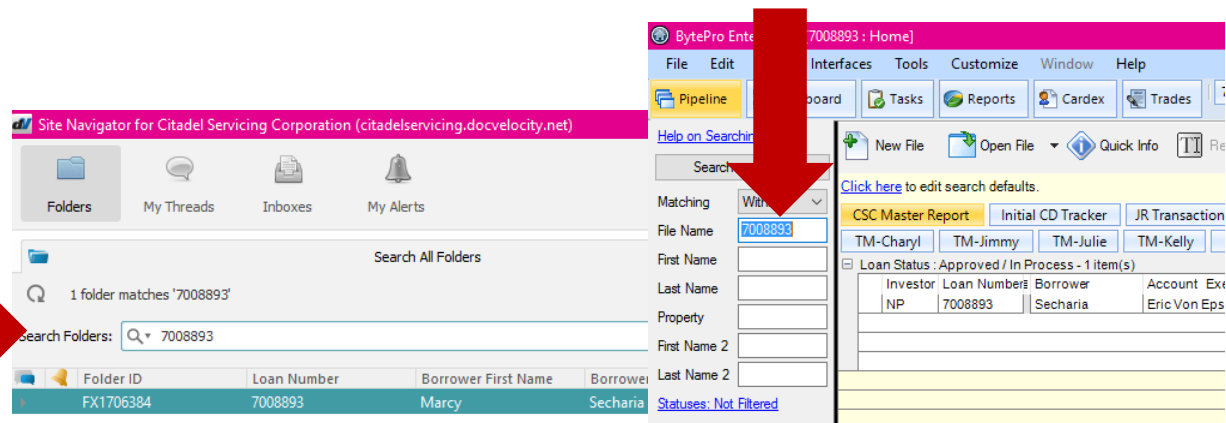 Site Navigator for Citadel Servicing Corporation (citadelservicing.docvelocity.net)
Folders My Threads Inboxes My Alerts
Search All Folders
1 folder matches '7008893'
Search Folders: 7008893
Folder ID Loan Number Borrower First Name Borrower
FX1706384 7008893 Marcy Secharia
BytePro 7008893 : Home]
File Edit Interfaces Tools Customize Window Help
Pipeline Tasks Reports Cardex Trades
Help on
Search
Matching
File Name 7008893
First Name
Last Name
Property
First Name 2
Last Name 2
Statuses: Not Filtered
New File Open File Quick Info
Click here to edit search defaults.
CSC Master Report Initial CD Tracker JR Transaction
TM-Charyl TM-Jimmy TM-Julie TM-Kelly
Loan Status : Approved / In Process - 1 item(s)
Investor Loan Number Borrower Account Exe
NP 7008893 Secharia Eric Von Eps